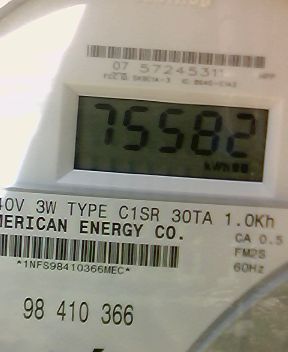 07 5724531
75582
kWh
40V 3W TYPE C1SR 30TA 1.0Kh
MERICAN ENERGY CO.
CA 0.5
FM2S
*1NFS98410366MEC*
60Hz
98 410 366